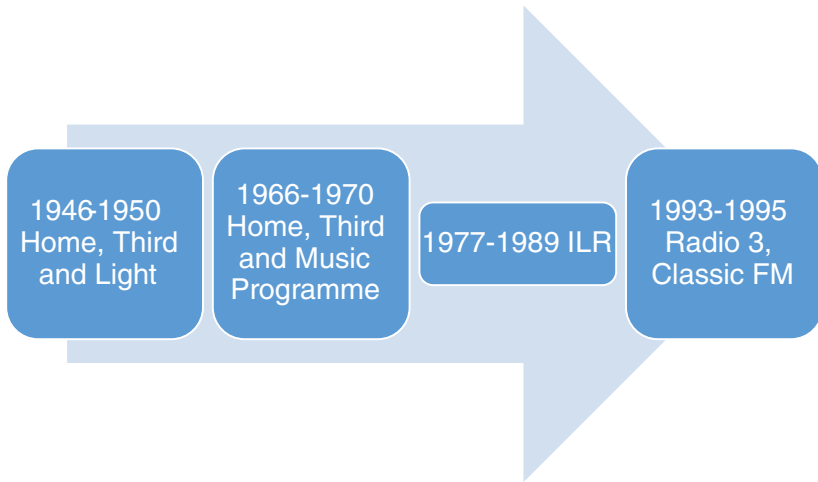 1946-1950
Home, Third
and Light
1966-1970
Home, Third
and Music
Programme
1977-1989 ILR
1993-1995
Radio 3,
Classic FM